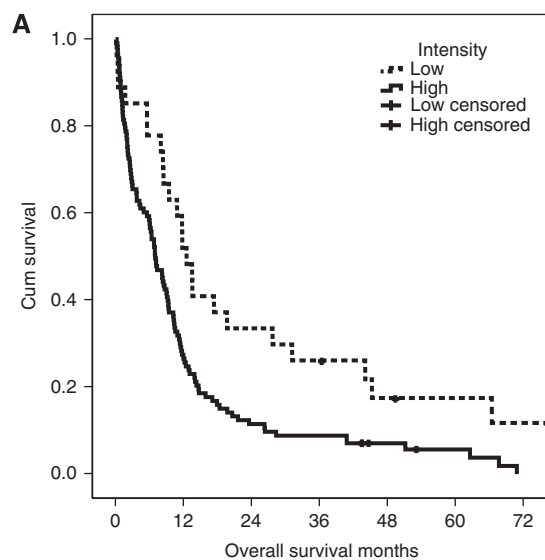 A
Intensity
Low
High
Low censored
High censored
1.0
0.8
0.6
0.4
0.2
0.0
Cum survival
0 12 24 36 48 60 72
Overall survival months